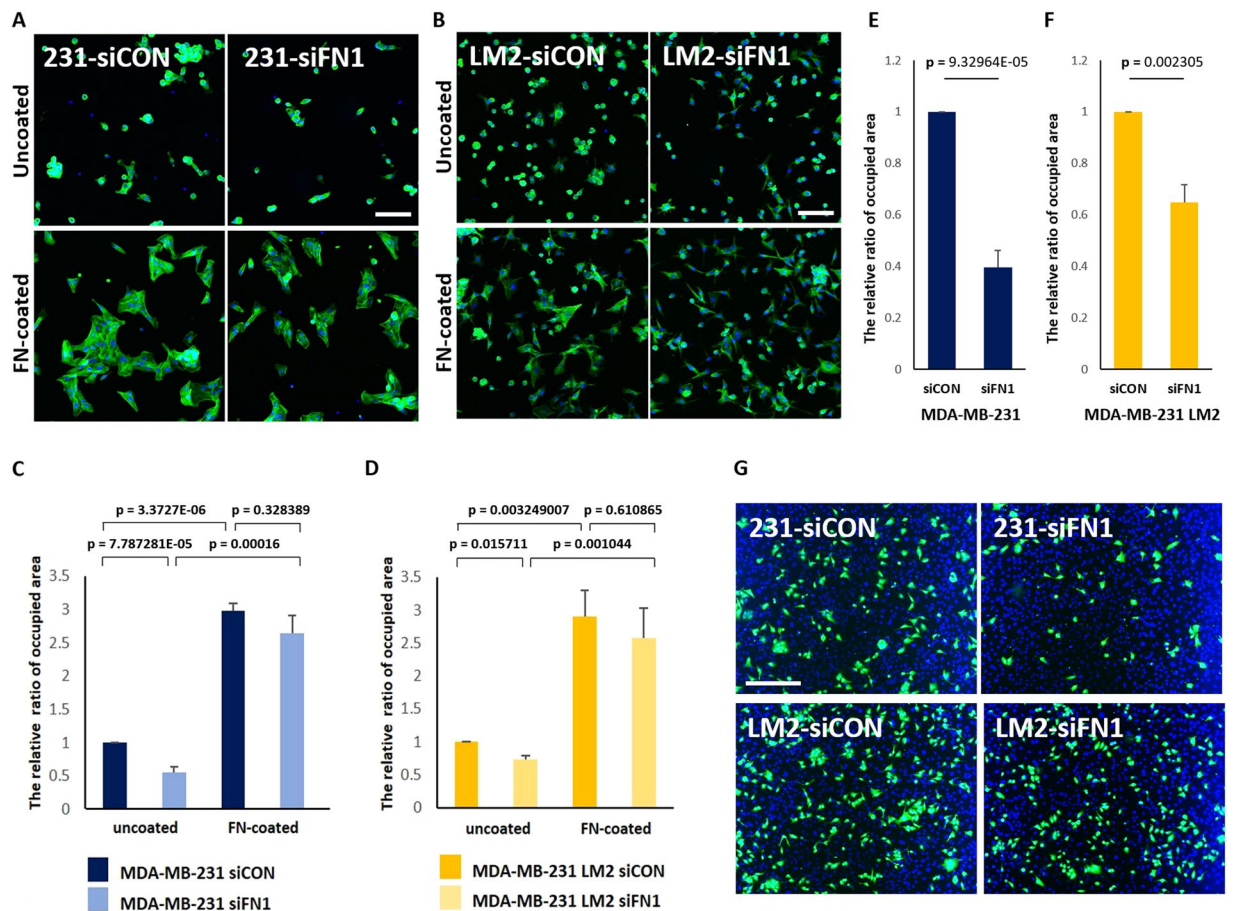 A
231-siCON
231-siFN1
Uncoated
FN-coated
B
LM2-siCON
LM2-siFN1
Uncoated
FN-coated
E
p = 9.32964E-05
The relative ratio of occupied area
1.2
1
0.8
0.6
0.4
0.2
0
siCON
siFN1
MDA-MB-231
F
p = 0.002305
The relative ratio of occupied area
1.2
1
0.8
0.6
0.4
0.2
0
siCON
siFN1
MDA-MB-231 LM2
C
p = 3.3727E-06
p = 0.328389
p = 7.787281E-05
p = 0.00016
The relative ratio of occupied area
3.5
3
2.5
2
1.5
1
0.5
0
uncoated
FN-coated
MDA-MB-231 siCON
MDA-MB-231 siFN1
D
p = 0.003249007
p = 0.610865
p = 0.015711
p = 0.001044
The relative ratio of occupied area
3.5
3
2.5
2
1.5
1
0.5
0
uncoated
FN-coated
MDA-MB-231 LM2 siCON
MDA-MB-231 LM2 siFN1
G
231-siCON
231-siFN1
LM2-siCON
LM2-siFN1